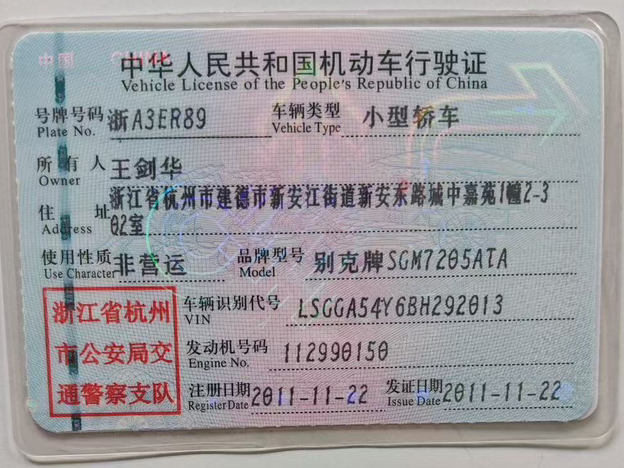 中国 CHINA
中华人民共和国机动车行驶证
Vehicle License of the People's Republic of China
号牌号码 浙A3ER89 车辆类型 小型轿车
Plate No. Vehicle Type
所有人 王剑华
Owner
住址 浙江省杭州市建德市新安江街道新安东路城中嘉苑1幢2-3
Address 02室
使用性质 非营运 品牌型号 别克牌SGM7205ATA
Use Character Model
浙江省杭州
市公安局交
通警察支队
车辆识别代号 LSGGA54Y6BH292013
VIN
发动机号码 112990150
Engine No.
注册日期 2011-11-22 发证日期 2011-11-22
Register Date Issue Date